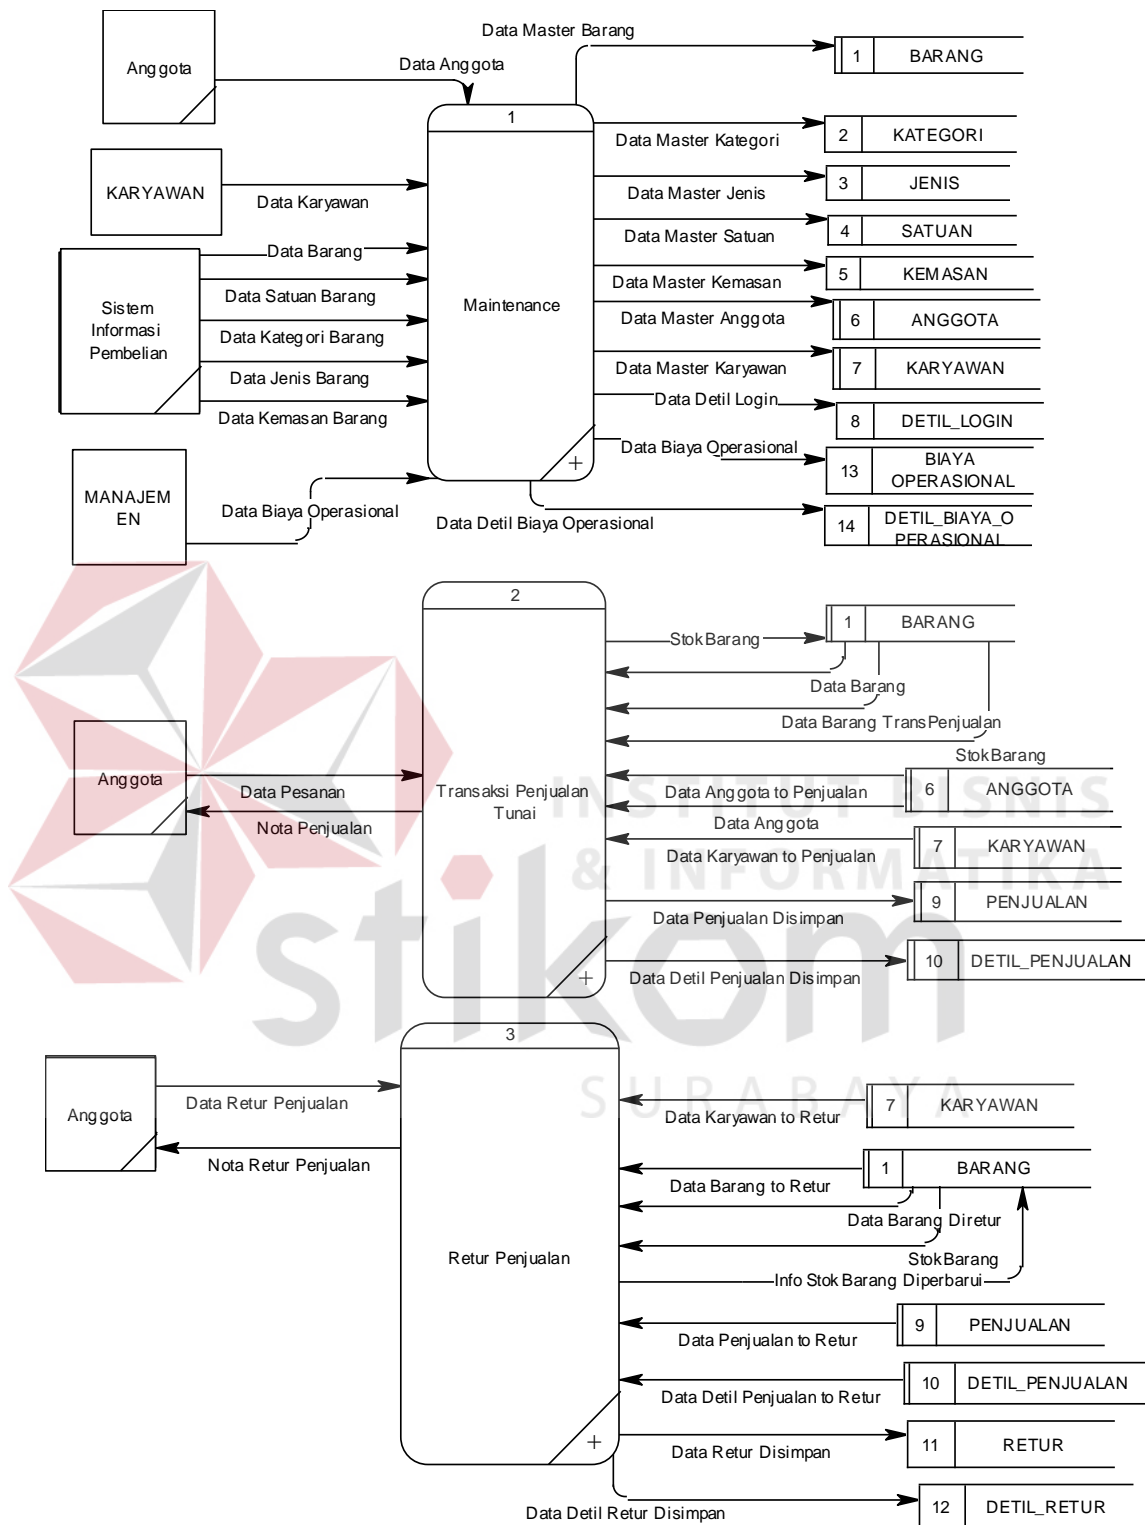 Data Master Barang
Anggota
Data Anggota
1 BARANG
1
Data Master Kategori
2 KATEGORI
KARYAWAN
Data Karyawan
Data Master Jenis
3 JENIS
Data Master Satuan
4 SATUAN
Data Barang
Data Satuan Barang
Data Kategori Barang
Data Jenis Barang
Data Kemasan Barang
Sistem
Informasi
Pembelian
Maintenance
Data Master Kemasan
5 KEMASAN
Data Master Anggota
6 ANGGOTA
Data Master Karyawan
7 KARYAWAN
Data Detil Login
8 DETIL_LOGIN
Data Biaya Operasional
13 BIAYA
OPERASIONAL
+
MANAJEM
EN
Data Biaya Operasional
Data Detil Biaya Operasional
14 DETIL_BIAYA_O
PERASIONAL
2
StokBarang
1 BARANG
Data Barang
Data Barang TransPenjualan
StokBarang
Anggota
Data Pesanan
Nota Penjualan
Transaksi Penjualan
Tunai
Data Anggota to Penjualan
6 ANGGOTA
Data Anggota
Data Karyawan to Penjualan
7 KARYAWAN
Data Penjualan Disimpan
9 PENJUALAN
Data Detil Penjualan Disimpan
10 DETIL_PENJUALAN
+
INSTITUT BISNIS
& INFORMATIKA
stikom
SURABAYA
3
Anggota
Data Retur Penjualan
Nota Retur Penjualan
Retur Penjualan
Data Karyawan to Retur
7 KARYAWAN
Data Barang to Retur
1 BARANG
Data Barang Diretur
StokBarang
Info Stok Barang Diperbarui
Data Penjualan to Retur
9 PENJUALAN
Data Detil Penjualan to Retur
10 DETIL_PENJUALAN
+
Data Retur Disimpan
11 RETUR
Data Detil Retur Disimpan
12 DETIL_RETUR